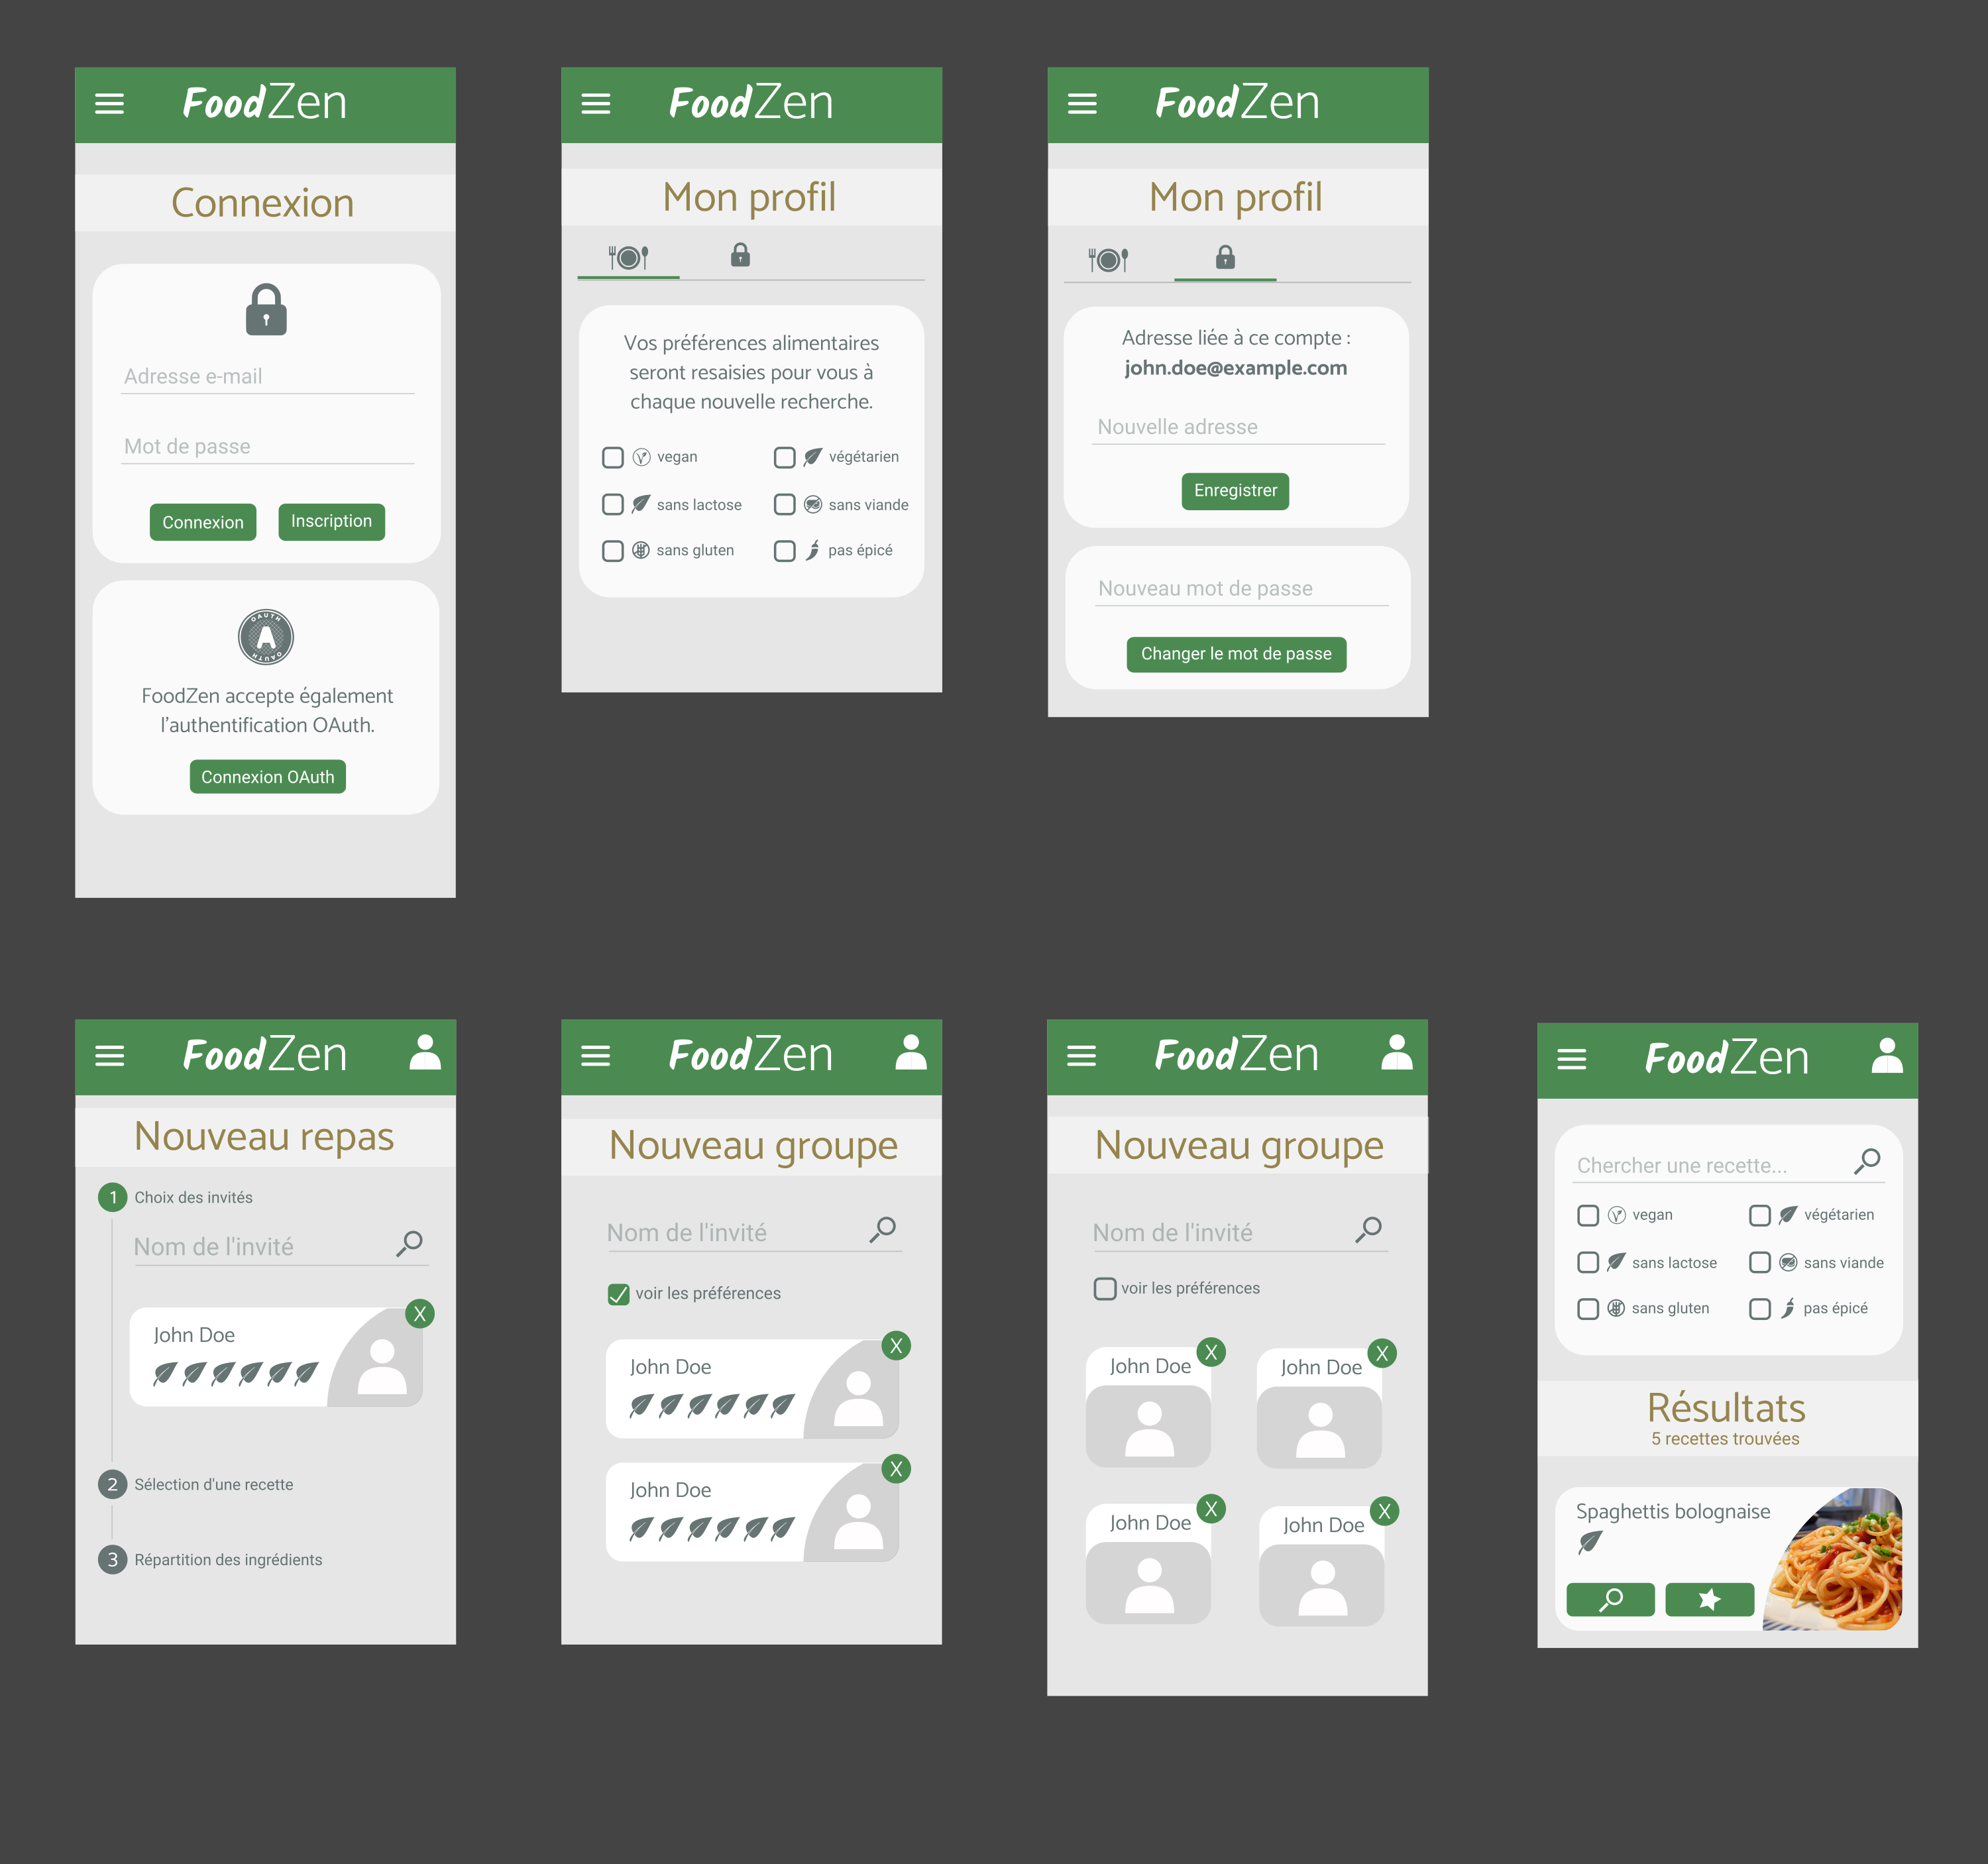 FoodZen
Connexion
Adresse e-mail
Mot de passe
Connexion
Inscription
OAUTH
A
OAUTH
FoodZen accepte également
l'authentification OAuth.
Connexion OAuth
FoodZen
Mon profil
Vos préférences alimentaires
seront resaisies pour vous à
chaque nouvelle recherche.
vegan
végétarien
sans lactose
sans viande
sans gluten
pas épicé
FoodZen
Mon profil
Adresse liée à ce compte :
john.doe@example.com
Nouvelle adresse
Enregistrer
Nouveau mot de passe
Changer le mot de passe
FoodZen
Nouveau repas
1 Choix des invités
Nom de l'invité
X
John Doe
2 Sélection d'une recette
3 Répartition des ingrédients
FoodZen
Nouveau groupe
Nom de l'invité
voir les préférences
X
John Doe
X
John Doe
FoodZen
Nouveau groupe
Nom de l'invité
voir les préférences
John Doe X
John Doe X
John Doe X
John Doe X
FoodZen
Chercher une recette...
vegan
végétarien
sans lactose
sans viande
sans gluten
pas épicé
Résultats
5 recettes trouvées
Spaghettis bolognaise